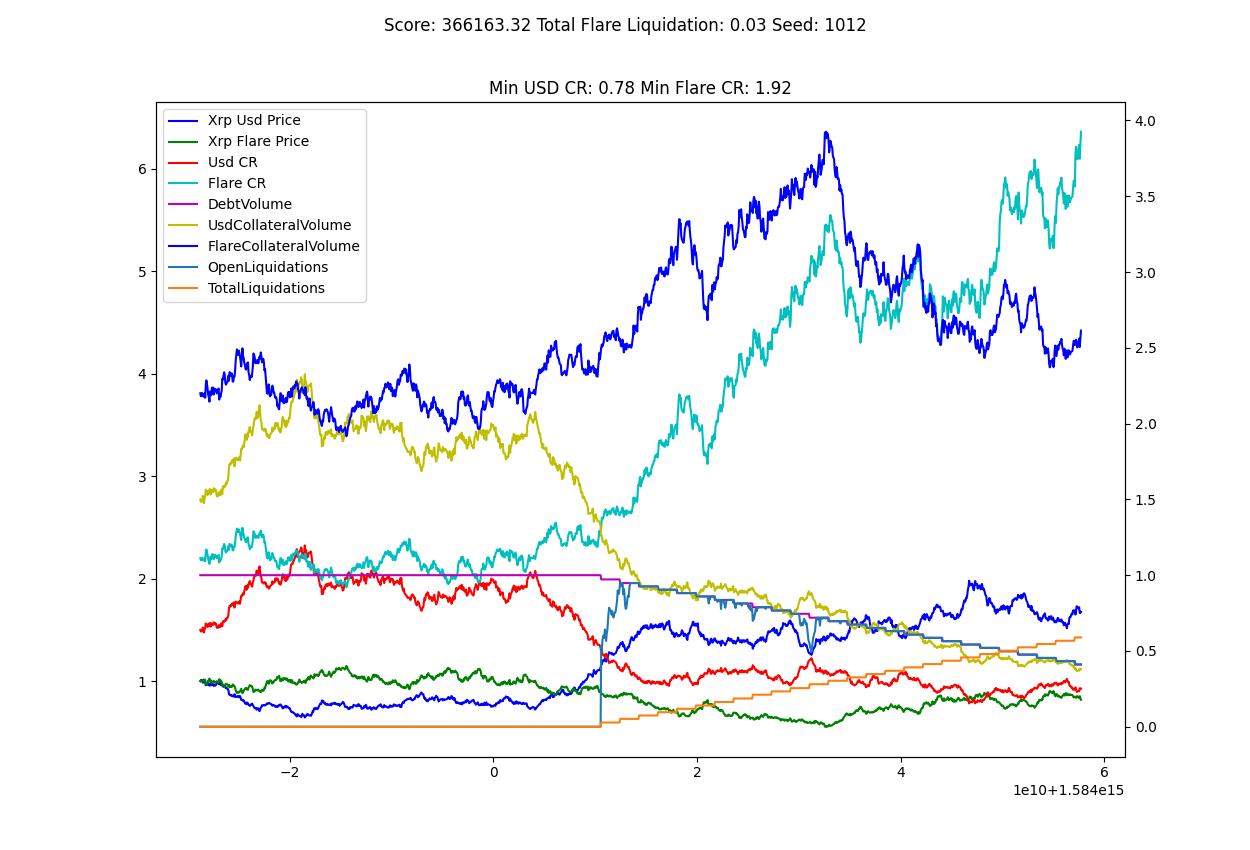 Score: 366163.32 Total Flare Liquidation: 0.03 Seed: 1012
Min USD CR: 0.78 Min Flare CR: 1.92
Xrp Usd Price
Xrp Flare Price
Usd CR
Flare CR
DebtVolume
UsdCollateralVolume
FlareCollateralVolume
OpenLiquidations
TotalLiquidations
6
5
4
3
2
1
4.0
3.5
3.0
2.5
2.0
1.5
1.0
0.5
0.0
−2
0
2
4
6
1e10+1.584e15